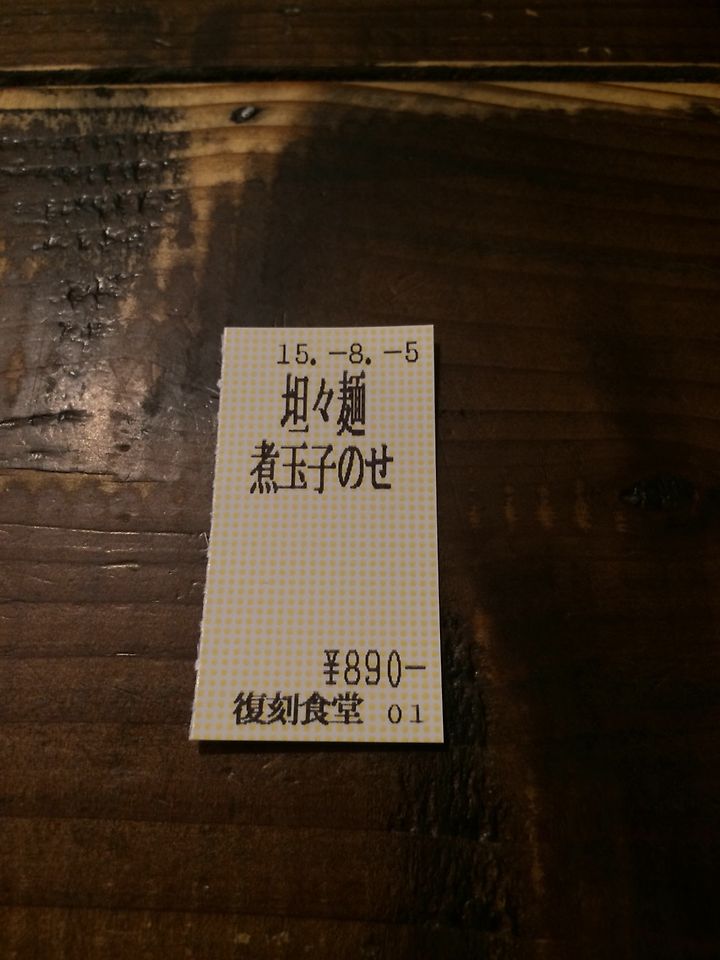 15.-8.-5
坦々麺
煮玉子のせ
¥890-
復刻食堂 01